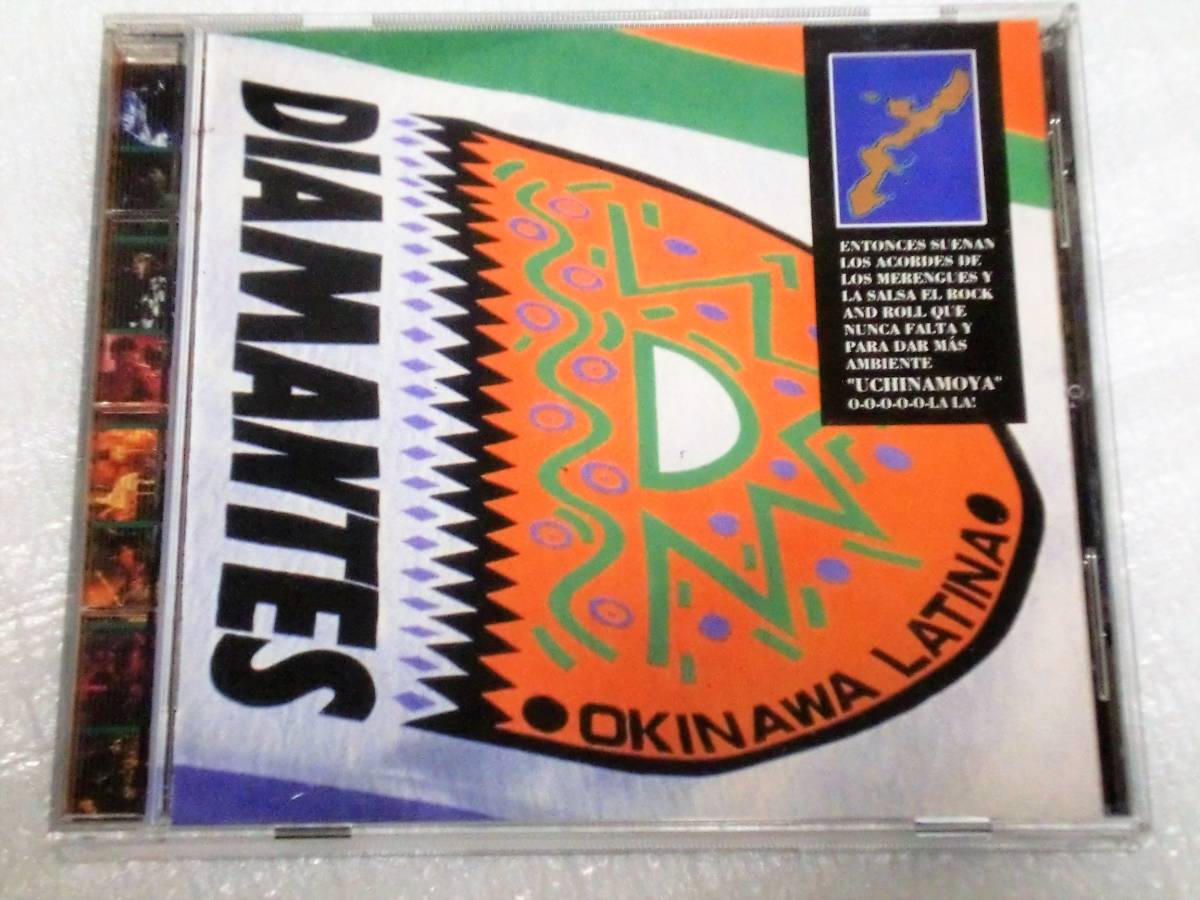 DIAMANTES
D
OKINAWA LATINA
ENTONCES SUENAN
LOS ACORDES DE
LOS MERENGUES Y
LA SALSA EL ROCK
AND ROLL QUE
NUNCA FALTA Y
PARA DAR MÁS
AMBIENTE
"UCHINAMOYA"
O-O-O-O-O-LA LA!